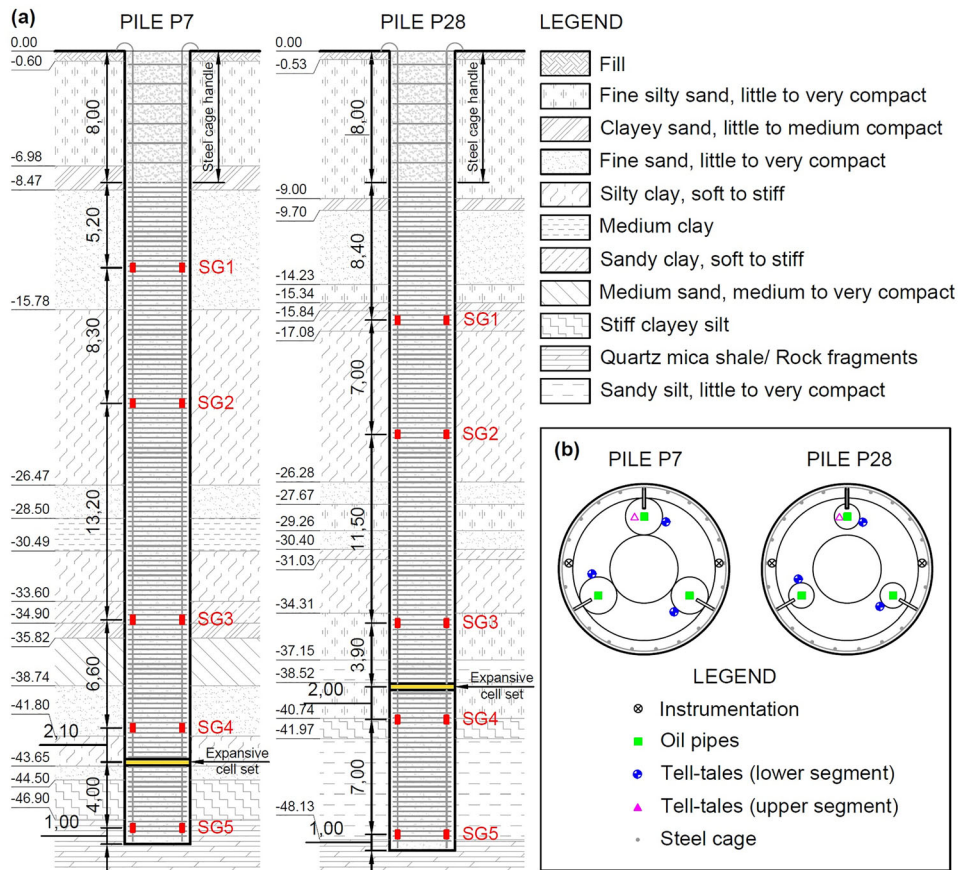 (a)
PILE P7
0.00
-0.60
8,00
Steel cage handle
-6.98
-8.47
5,20
SG1
-15.78
8,30
SG2
-26.47
13,20
-28.50
-30.49
-33.60
-34.90
SG3
-35.82
6,60
-38.74
-41.80
SG4
2,10
Expansive
cell set
-43.65
-44.50
4,00
-46.90
1,00
SG5
PILE P28
0.00
-0.53
8,00
Steel cage handle
-9.00
-9.70
8,40
-14.23
-15.34
-15.84
SG1
-17.08
7,00
SG2
-26.28
-27.67
11,50
-29.26
-30.40
-31.03
-34.31
SG3
3,90
-37.15
-38.52
Expansive
cell set
2,00
-40.74
SG4
-41.97
7,00
-48.13
1,00
SG5
LEGEND
Fill
Fine silty sand, little to very compact
Clayey sand, little to medium compact
Fine sand, little to very compact
Silty clay, soft to stiff
Medium clay
Sandy clay, soft to stiff
Medium sand, medium to very compact
Stiff clayey silt
Quartz mica shale/ Rock fragments
Sandy silt, little to very compact
(b)
PILE P7
PILE P28
LEGEND
Instrumentation
Oil pipes
Tell-tales (lower segment)
Tell-tales (upper segment)
Steel cage